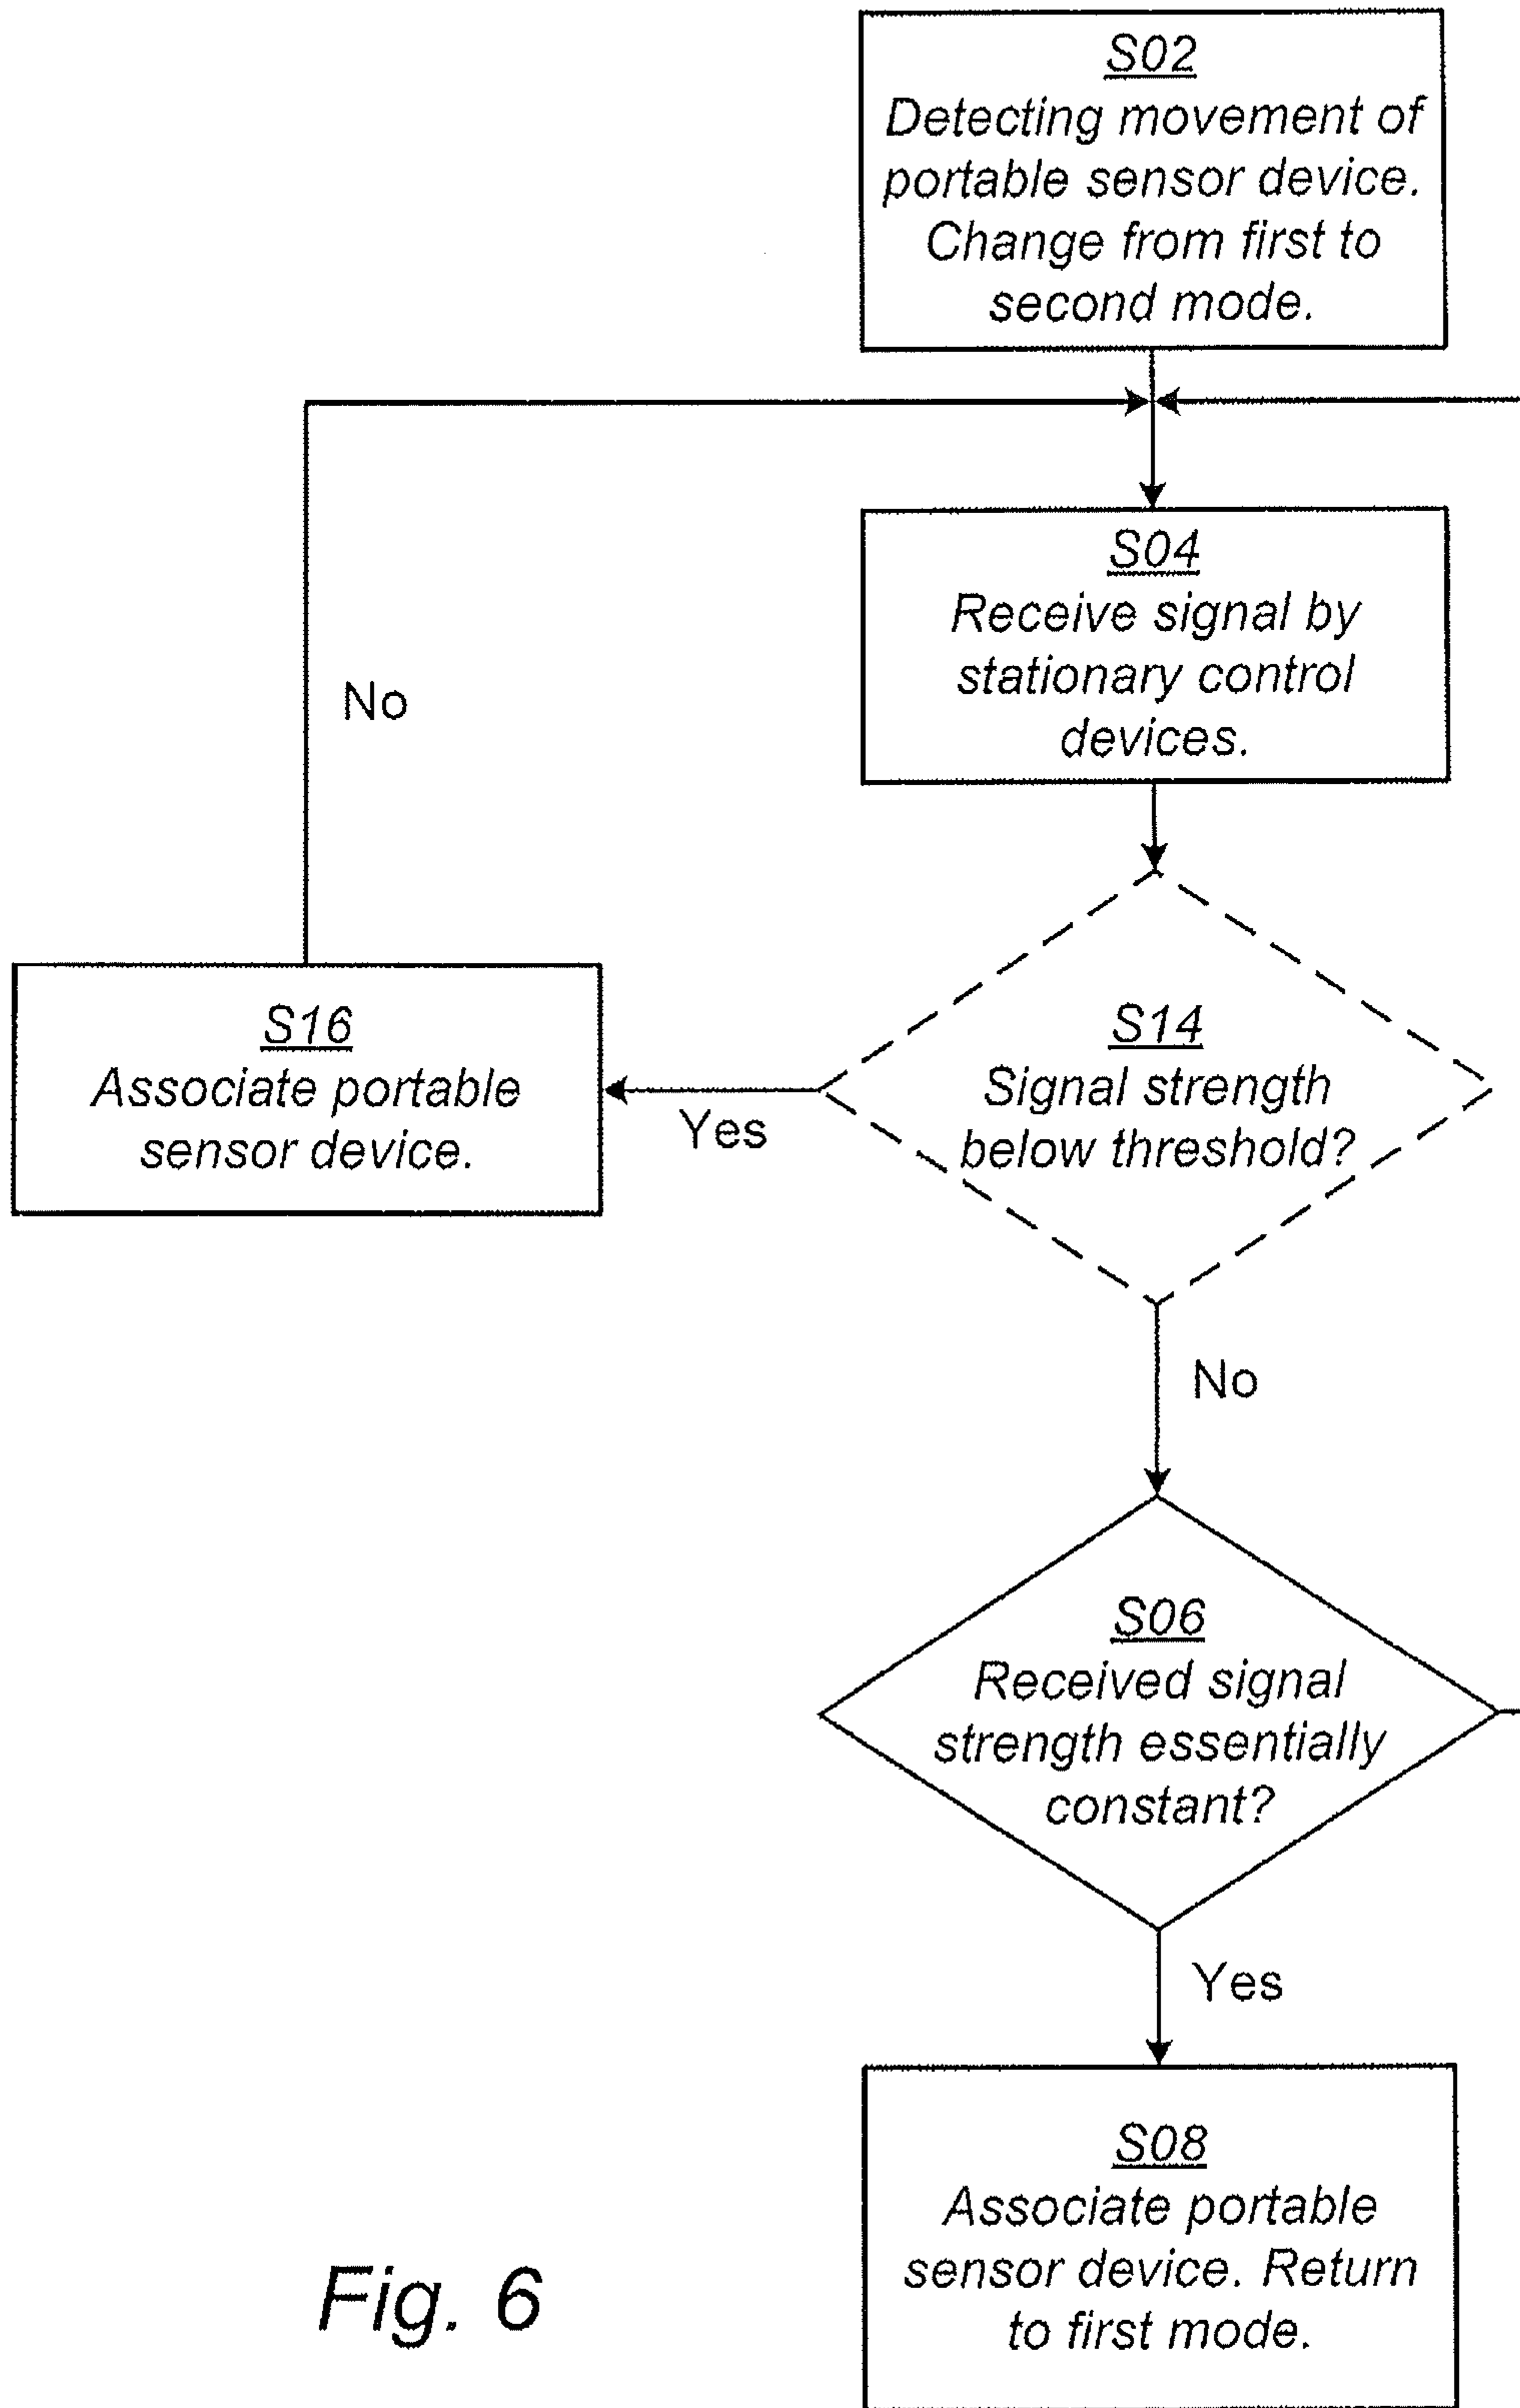 S02
Detecting movement of
portable sensor device.
Change from first to
second mode.
S04
Receive signal by
stationary control
devices.
No
S16
Associate portable
sensor device.
Yes
S14
Signal strength
below threshold?
No
S06
Received signal
strength essentially
constant?
Yes
S08
Associate portable
sensor device. Return
to first mode.
Fig. 6